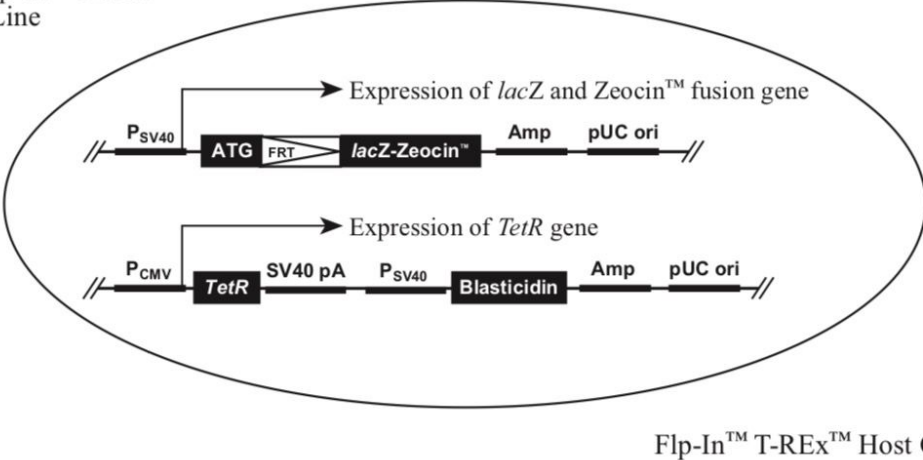 Line
Expression of lacZ and Zeocin™ fusion gene
PSV40
Amp
pUC ori
ATG
FRT
lacZ-Zeocin™
Expression of TetR gene
PCMV
SV40 pA
PSV40
Amp
pUC ori
TetR
Blasticidin
Flp-In™ T-REx™ Host